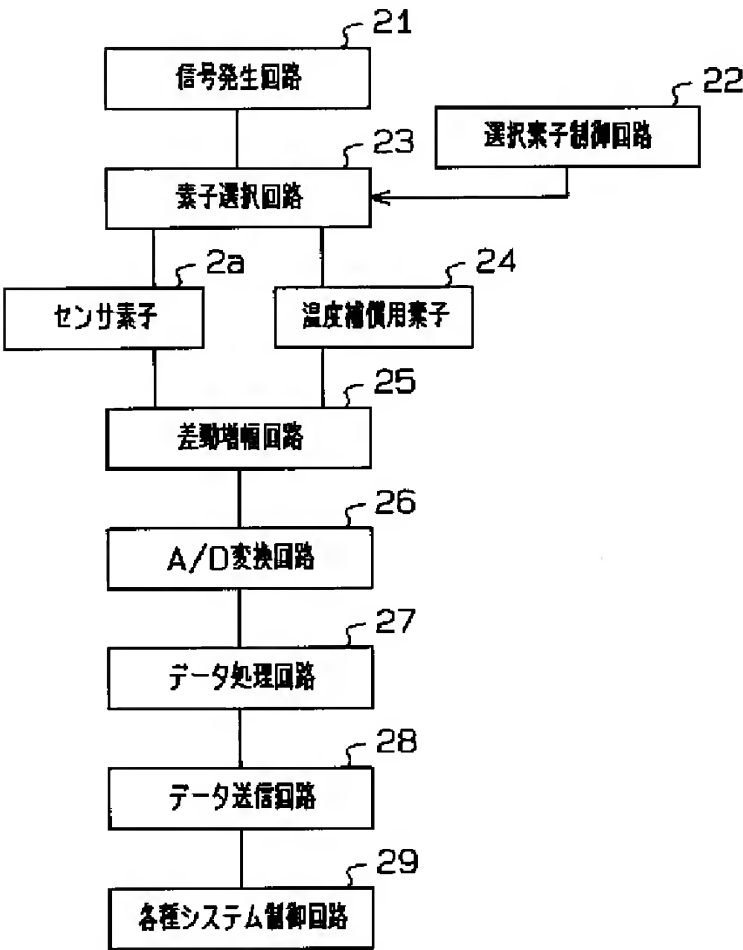 21
信号発生回路
22
選択素子制御回路
23
素子選択回路
2a
センサ素子
24
温度補償用素子
25
差動増幅回路
26
A/D変換回路
27
データ処理回路
28
データ送信回路
29
各種システム制御回路